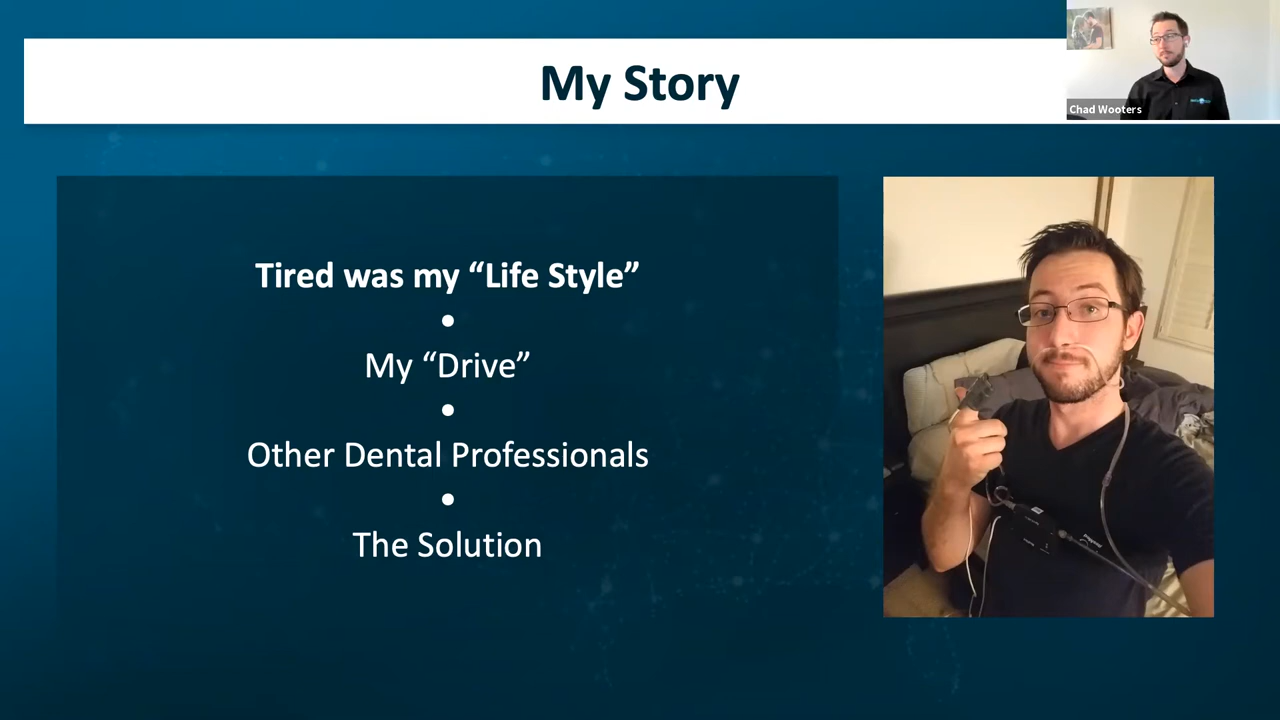 My Story
Chad Wooters
Tired was my “Life Style”
•
My “Drive”
•
Other Dental Professionals
•
The Solution